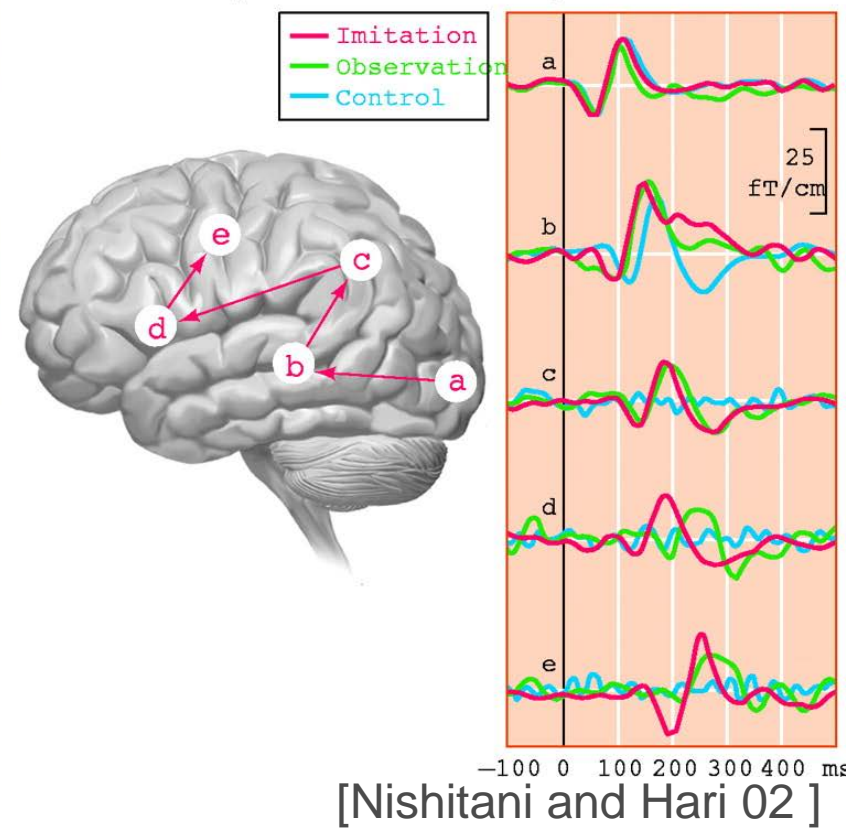 Imitation
Observation
Control
a
25
fT/cm
b
c
d
e
e
c
d
b
a
−100 0 100 200 300 400 ms
[Nishitani and Hari 02 ]